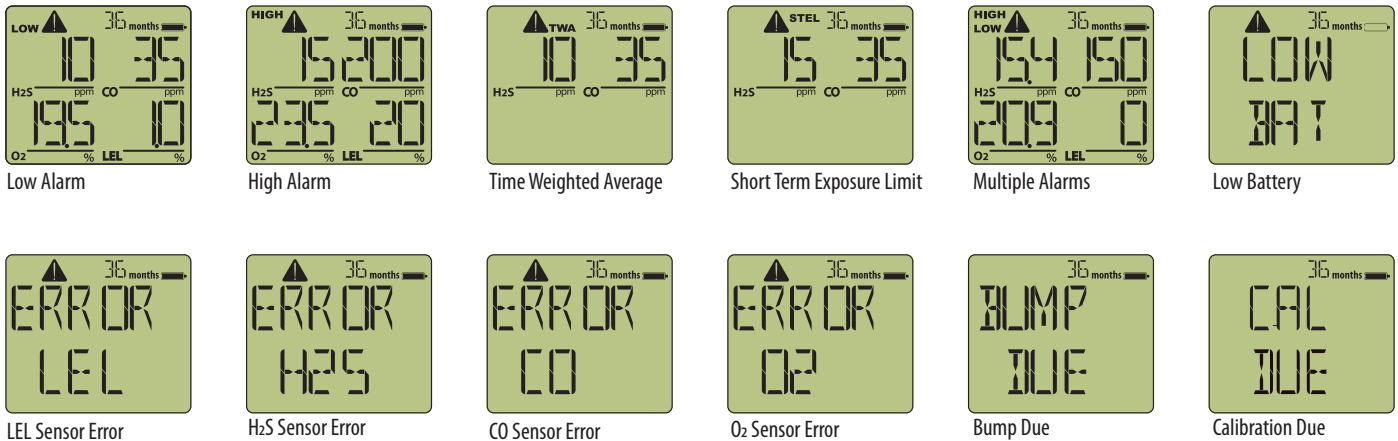 LOW 36 months
10 35
H2S ppm CO ppm
19.5 1.0
O2 % LEL %
Low Alarm
HIGH 36 months
15 200
H2S ppm CO ppm
23.5 20
O2 % LEL %
High Alarm
TWA 36 months
10 35
H2S ppm CO ppm
Time Weighted Average
STEL 36 months
15 35
H2S ppm CO ppm
Short Term Exposure Limit
HIGH
LOW 36 months
15.4 150
H2S ppm CO ppm
20.9 0
O2 % LEL %
Multiple Alarms
36 months
LOW
BAT
Low Battery
36 months
ERROR
LEL
LEL Sensor Error
36 months
ERROR
H2S
H2S Sensor Error
36 months
ERROR
CO
CO Sensor Error
36 months
ERROR
O2
O2 Sensor Error
36 months
BUMP
DUE
Bump Due
36 months
CAL
DUE
Calibration Due